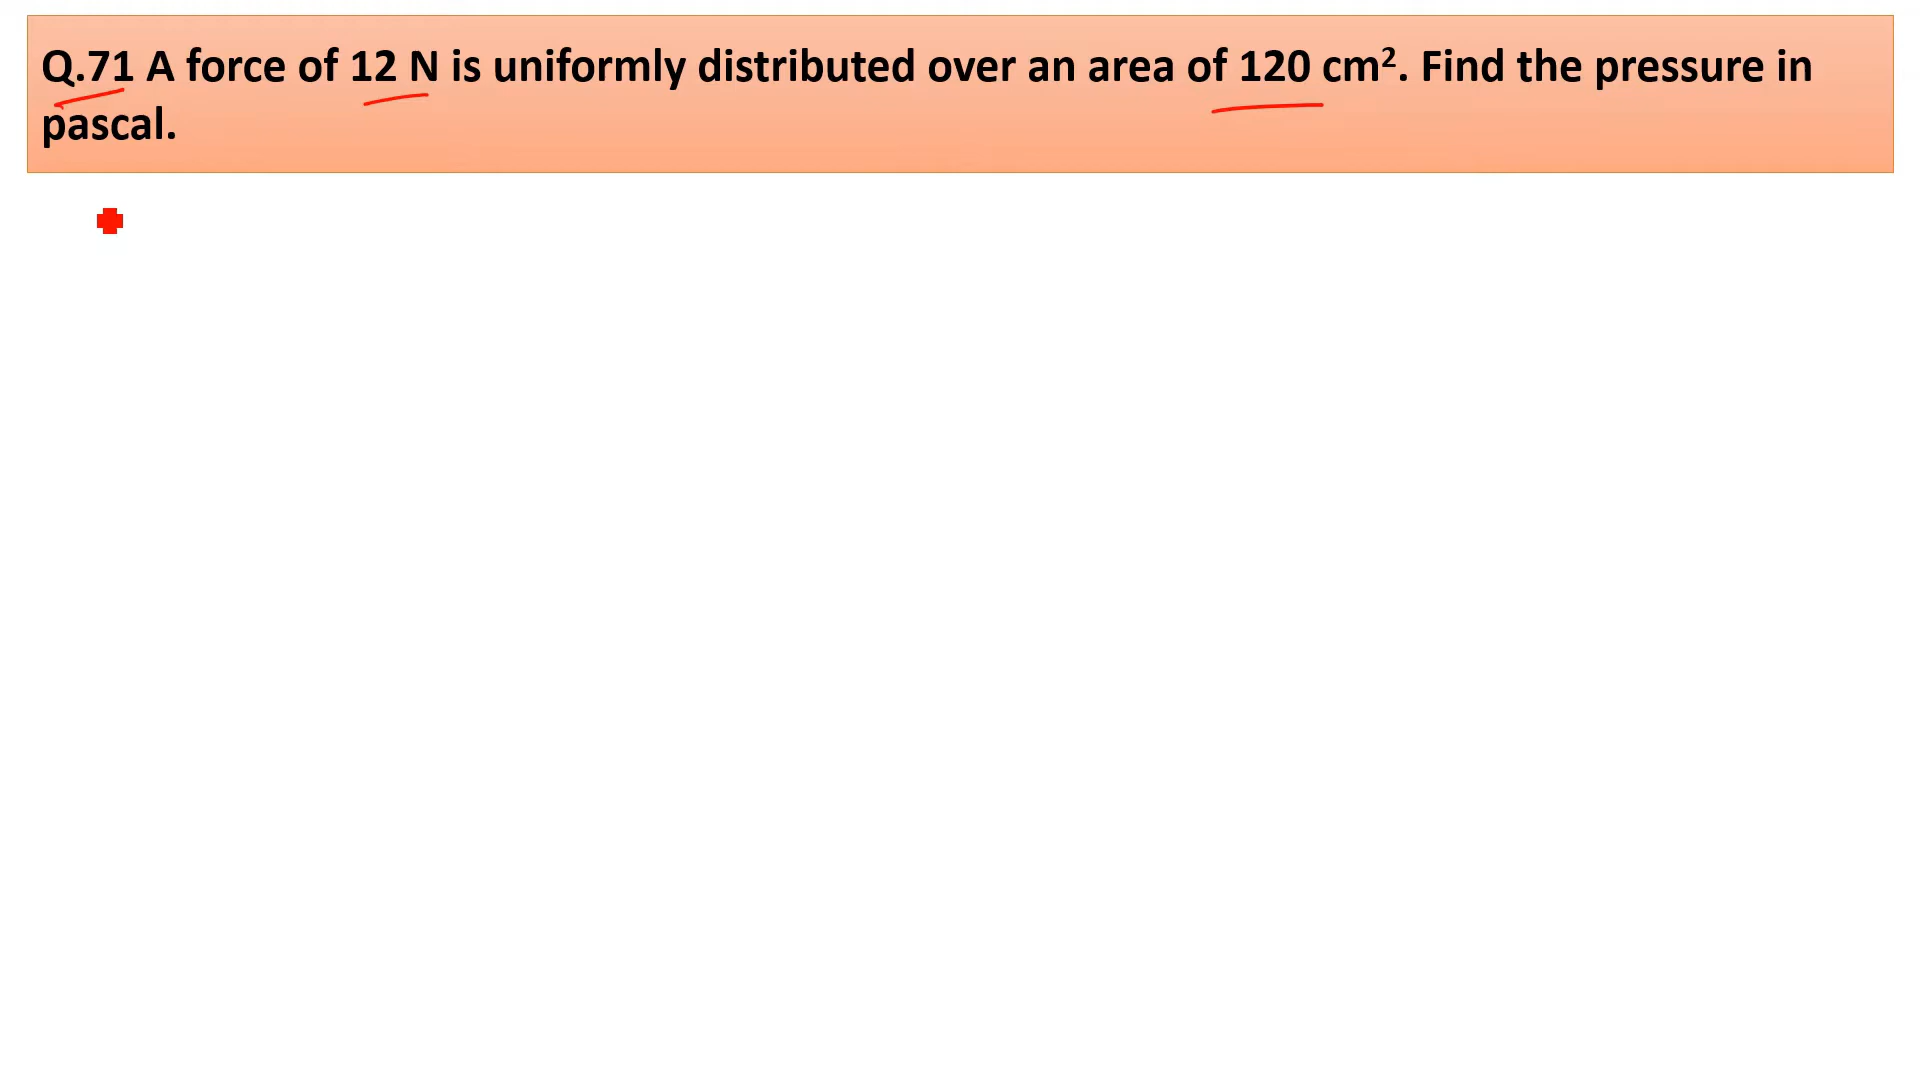 Q.71 A force of 12 N is uniformly distributed over an area of 120 cm². Find the pressure in
pascal.